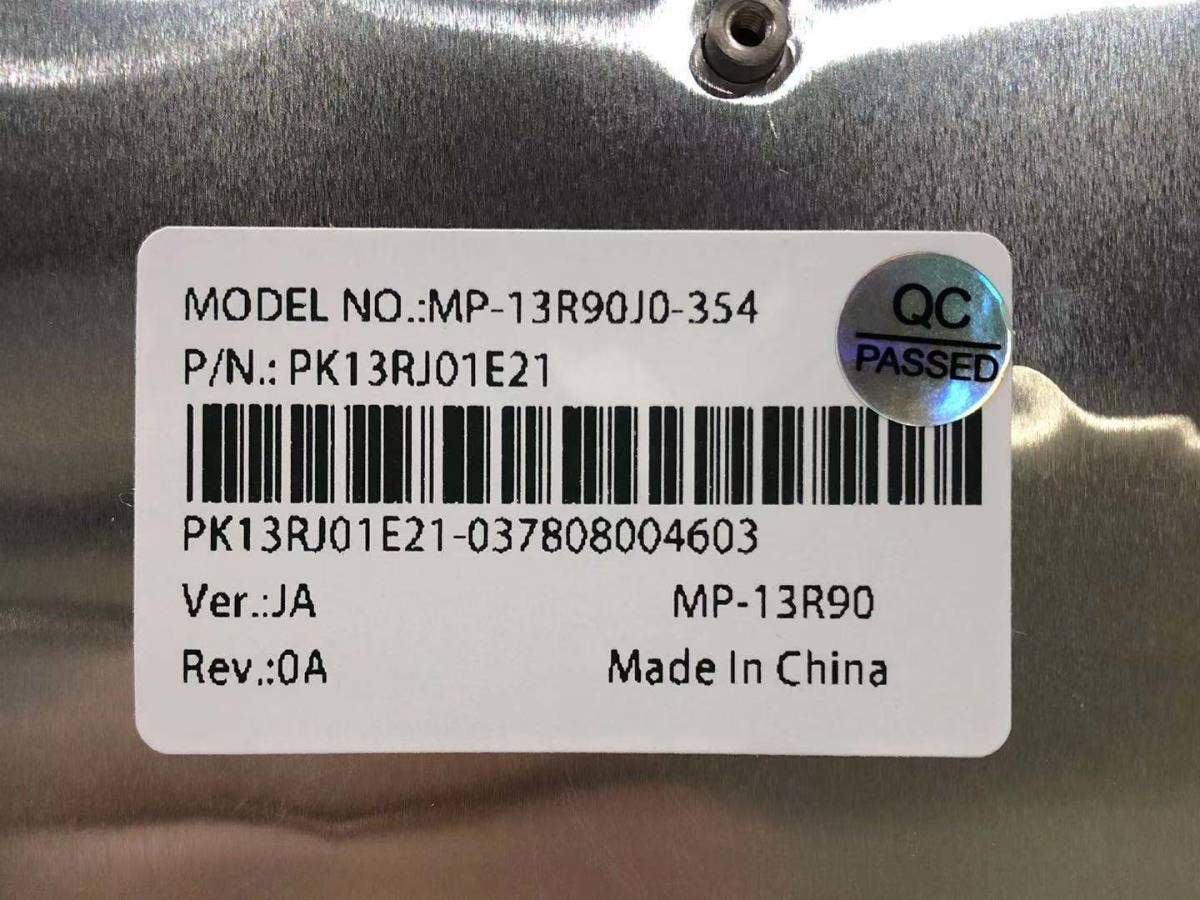 MODEL NO.:MP-13R90J0-354
P/N.: PK13RJ01E21
QC
PASSED
PK13RJ01E21-037808004603
Ver.:JA
MP-13R90
Rev.:0A
Made In China